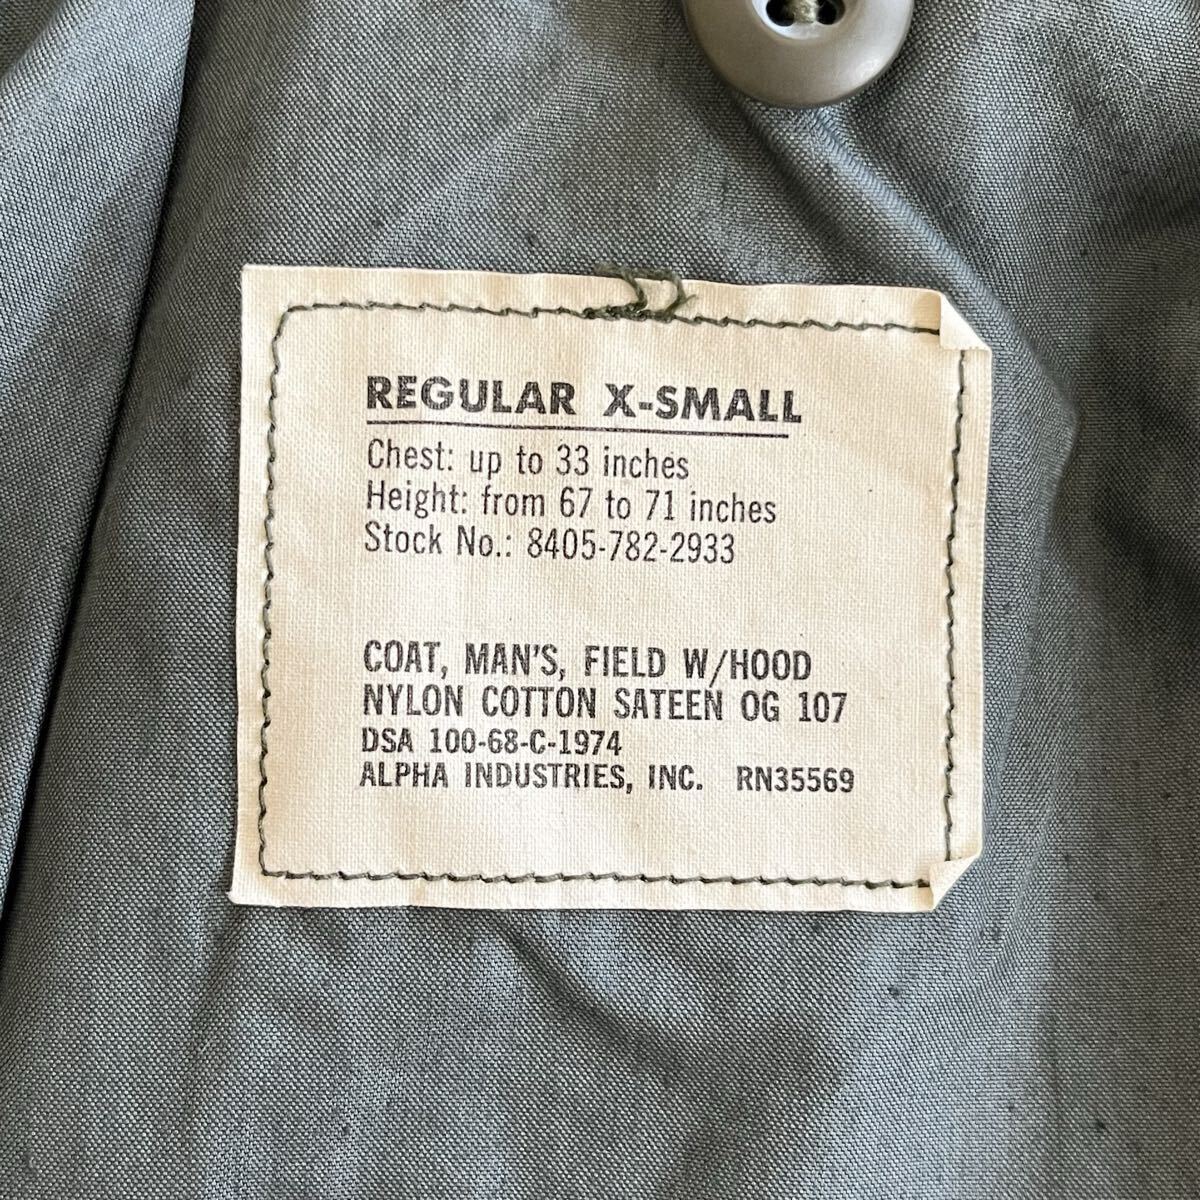 REGULAR X-SMALL
Chest: up to 33 inches
Height: from 67 to 71 inches
Stock No.: 8405-782-2933
COAT, MAN'S, FIELD W/HOOD
NYLON COTTON SATEEN OG 107
DSA 100-68-C-1974
ALPHA INDUSTRIES, INC. RN35569